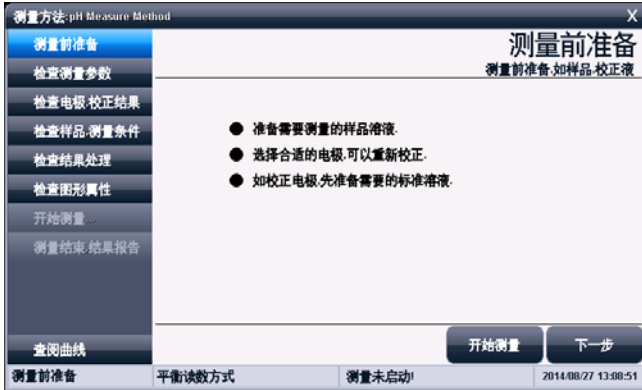 测量方法:pH Measure Method X
测量前准备
检查测量参数
检查电极.校正结果
检查样品.测量条件
检查结果处理
检查图形属性
开始测量...
测量结束.结果报告
查阅曲线
测量前准备
测量前准备.如样品.校正液
● 准备需要测量的样品溶液.
● 选择合适的电极.可以重新校正.
● 如校正电极.先准备需要的标准溶液.
开始测量 下一步
测量前准备 平衡读数方式 测量未启动! 2014/08/27 13:08:51